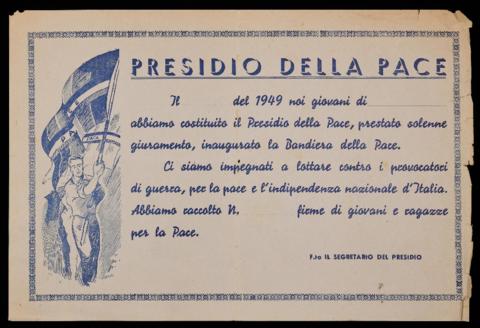 PRESIDIO DELLA PACE
Il del 1949 noi giovani di
abbiamo costituito il Presidio della Pace, prestato solenne
giuramento, inaugurato la Bandiera della Pace.
Ci siamo impegnati a lottare contro i provocatori
di guerra, per la pace e l'indipendenza nazionale d'Italia.
Abbiamo raccolto N. firme di giovani e ragazze
per la Pace.
F.to IL SEGRETARIO DEL PRESIDIO